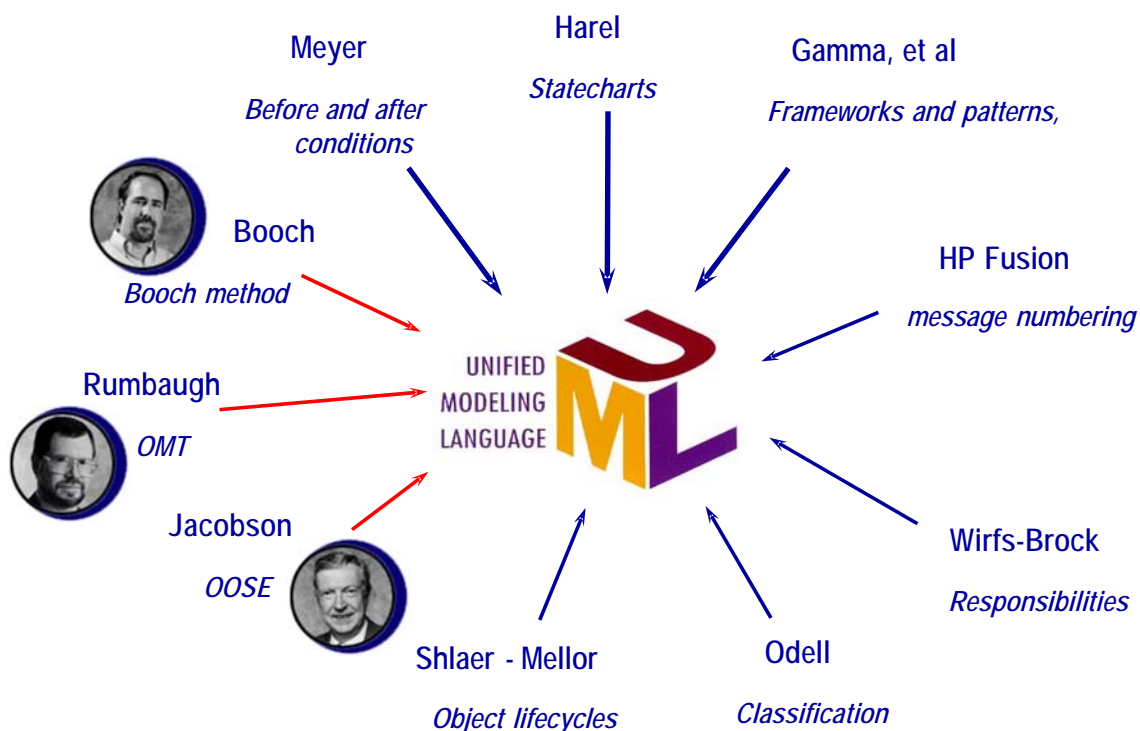 Meyer
Before and after
conditions
Harel
Statecharts
Gamma, et al
Frameworks and patterns,
Booch
Booch method
HP Fusion
message numbering
Rumbaugh
OMT
UNIFIED
MODELING
LANGUAGE
UML
Jacobson
OOSE
Wirfs-Brock
Responsibilities
Shlaer - Mellor
Object lifecycles
Odell
Classification